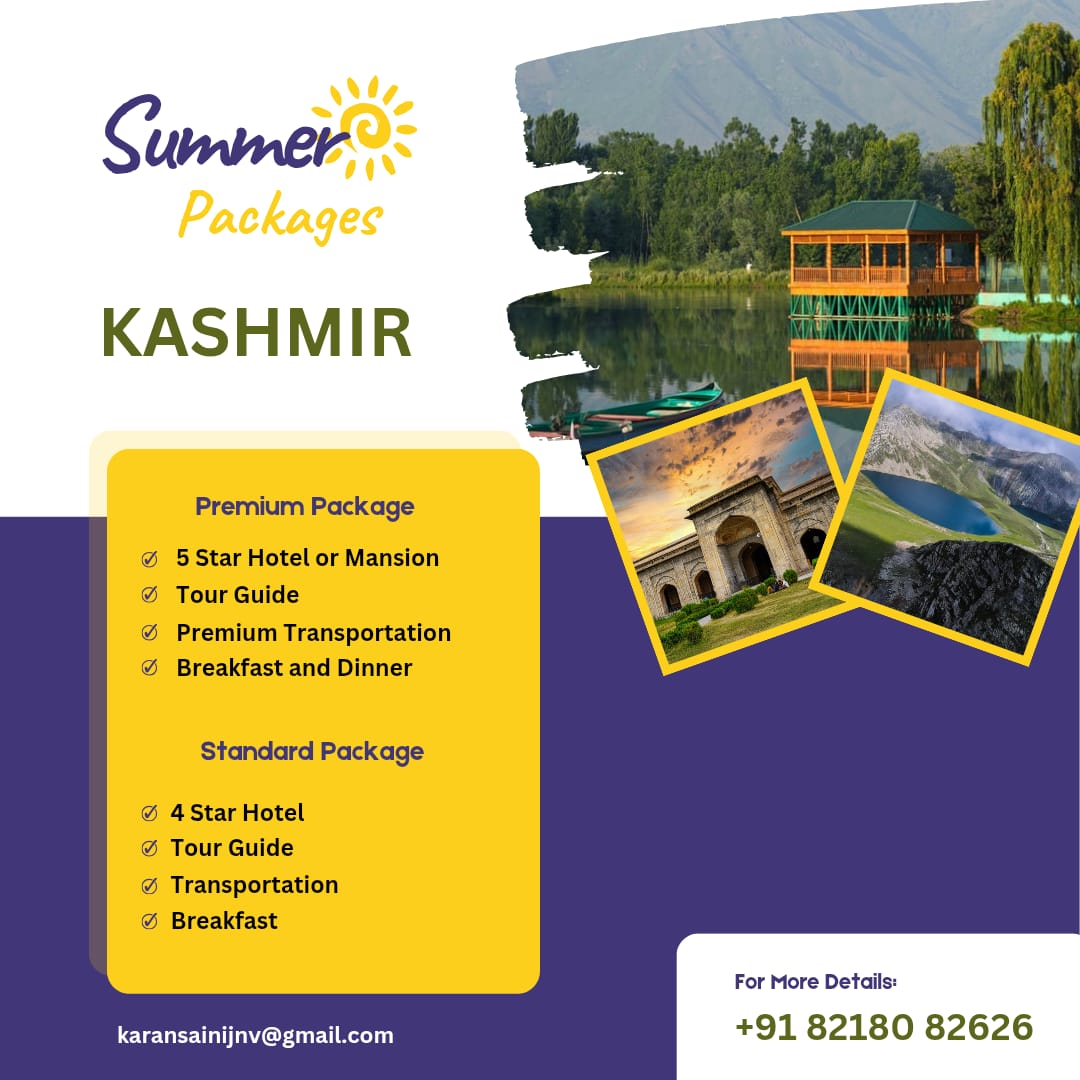 Summer
Packages
KASHMIR
Premium Package
5 Star Hotel or Mansion
Tour Guide
Premium Transportation
Breakfast and Dinner
Standard Package
4 Star Hotel
Tour Guide
Transportation
Breakfast
karansainijnv@gmail.com
For More Details:
+91 82180 82626